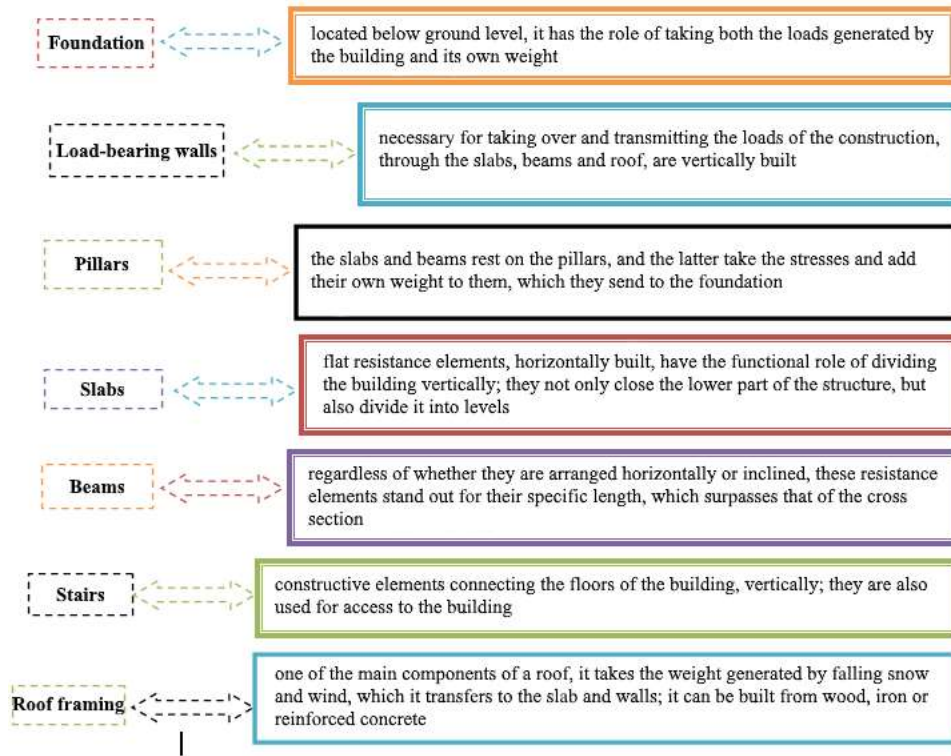 Foundation
located below ground level, it has the role of taking both the loads generated by
the building and its own weight
Load-bearing walls
necessary for taking over and transmitting the loads of the construction,
through the slabs, beams and roof, are vertically built
Pillars
the slabs and beams rest on the pillars, and the latter take the stresses and add
their own weight to them, which they send to the foundation
Slabs
flat resistance elements, horizontally built, have the functional role of dividing
the building vertically; they not only close the lower part of the structure, but
also divide it into levels
Beams
regardless of whether they are arranged horizontally or inclined, these resistance
elements stand out for their specific length, which surpasses that of the cross
section
Stairs
constructive elements connecting the floors of the building, vertically; they are also
used for access to the building
Roof framing
one of the main components of a roof, it takes the weight generated by falling snow
and wind, which it transfers to the slab and walls; it can be built from wood, iron or
reinforced concrete